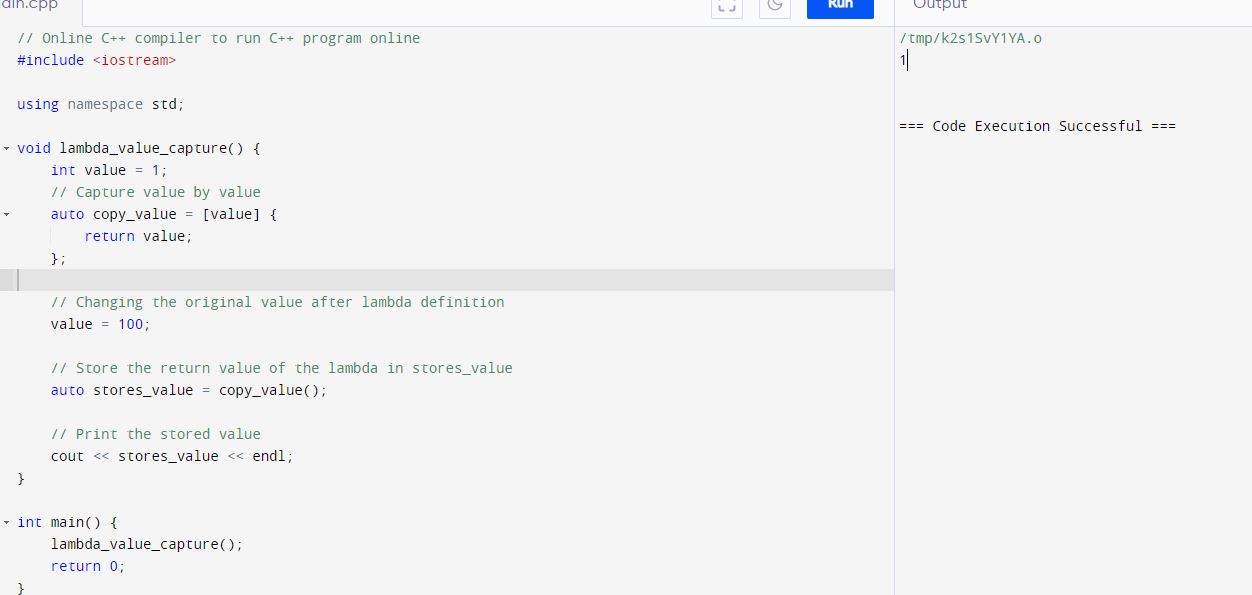 Run
Output
// Online C++ compiler to run C++ program online
#include <iostream>
using namespace std;
void lambda_value_capture() {
int value = 1;
// Capture value by value
auto copy_value = [value] {
return value;
};
// Changing the original value after lambda definition
value = 100;
// Store the return value of the lambda in stores_value
auto stores_value = copy_value();
// Print the stored value
cout << stores_value << endl;
}
int main() {
lambda_value_capture();
return 0;
}
/tmp/k2s1SvY1YA.o
1
=== Code Execution Successful ===